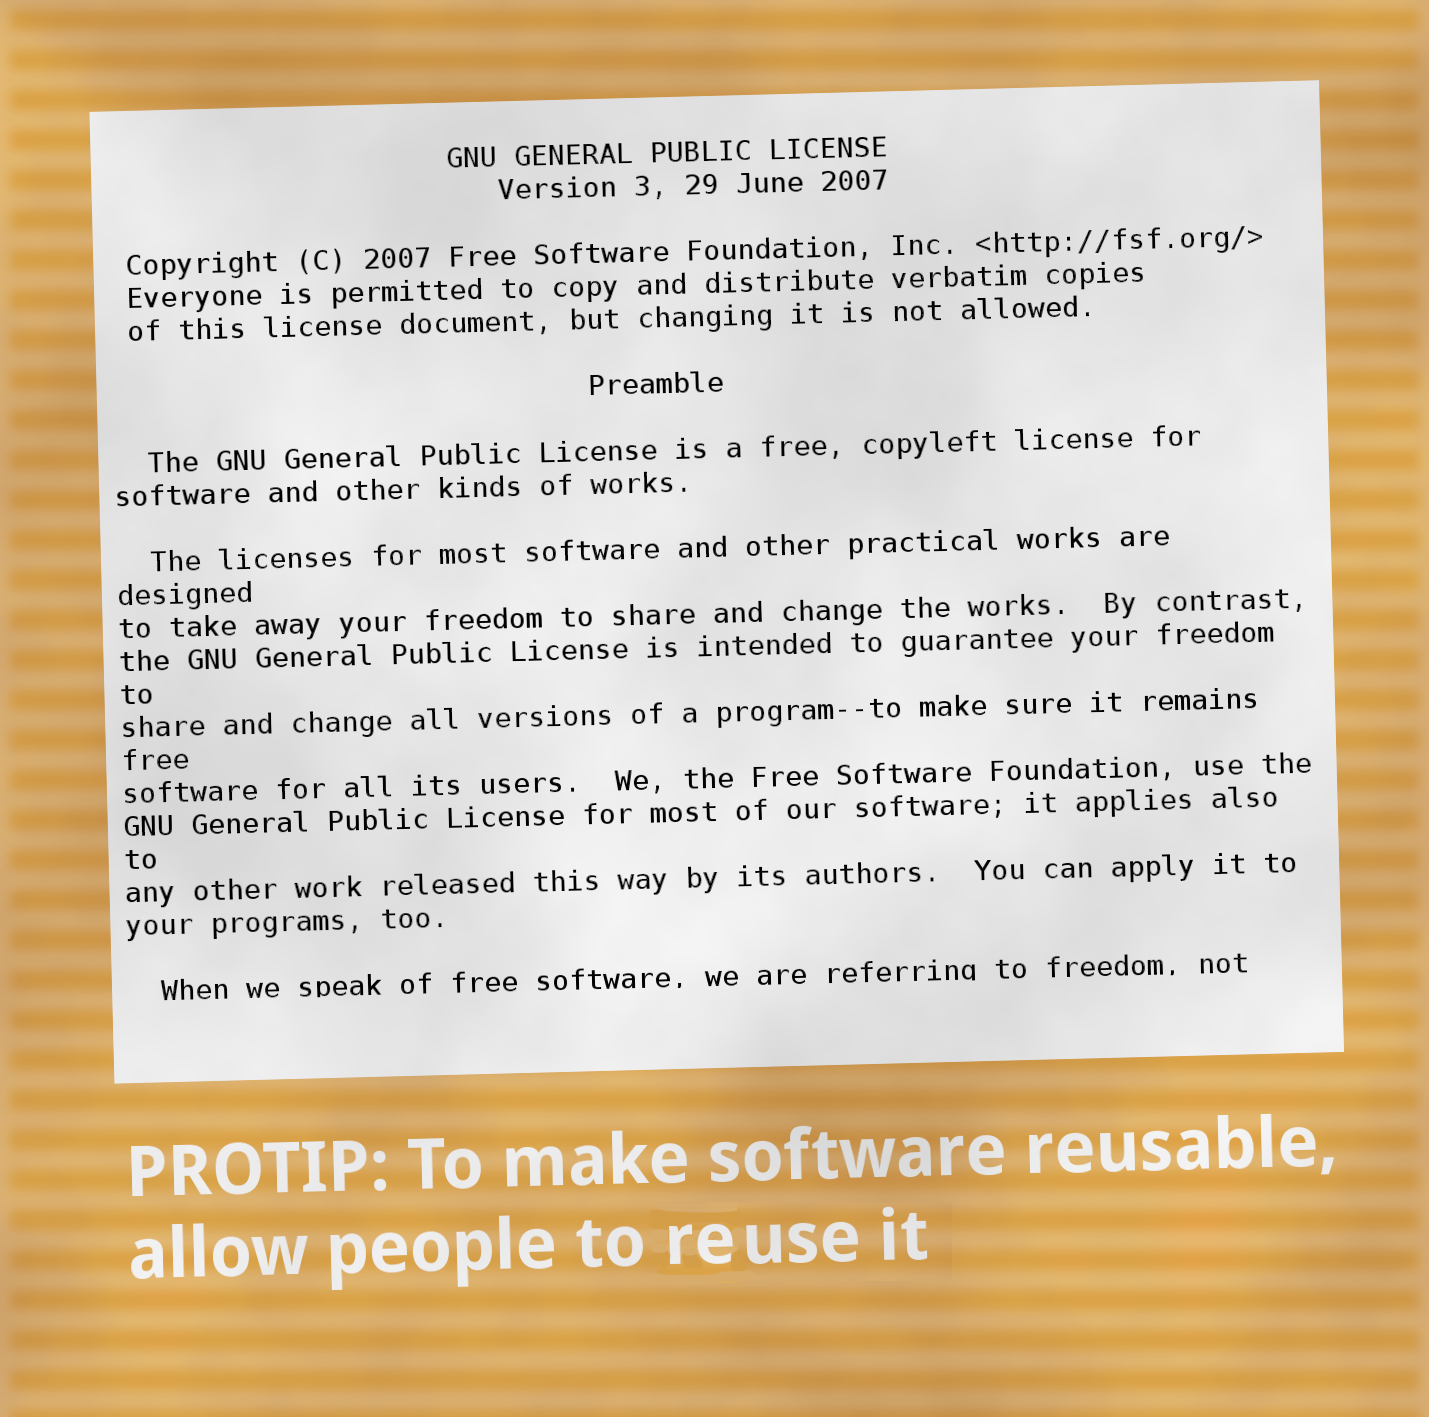 GNU GENERAL PUBLIC LICENSE
Version 3, 29 June 2007
Copyright (C) 2007 Free Software Foundation, Inc. <http://fsf.org/>
Everyone is permitted to copy and distribute verbatim copies
of this license document, but changing it is not allowed.
Preamble
The GNU General Public License is a free, copyleft license for
software and other kinds of works.
The licenses for most software and other practical works are
designed
to take away your freedom to share and change the works.  By contrast,
the GNU General Public License is intended to guarantee your freedom
to
share and change all versions of a program--to make sure it remains
free
software for all its users.  We, the Free Software Foundation, use the
GNU General Public License for most of our software; it applies also
to
any other work released this way by its authors.  You can apply it to
your programs, too.
When we speak of free software, we are referring to freedom, not
PROTIP: To make software reusable,
allow people to reuse it